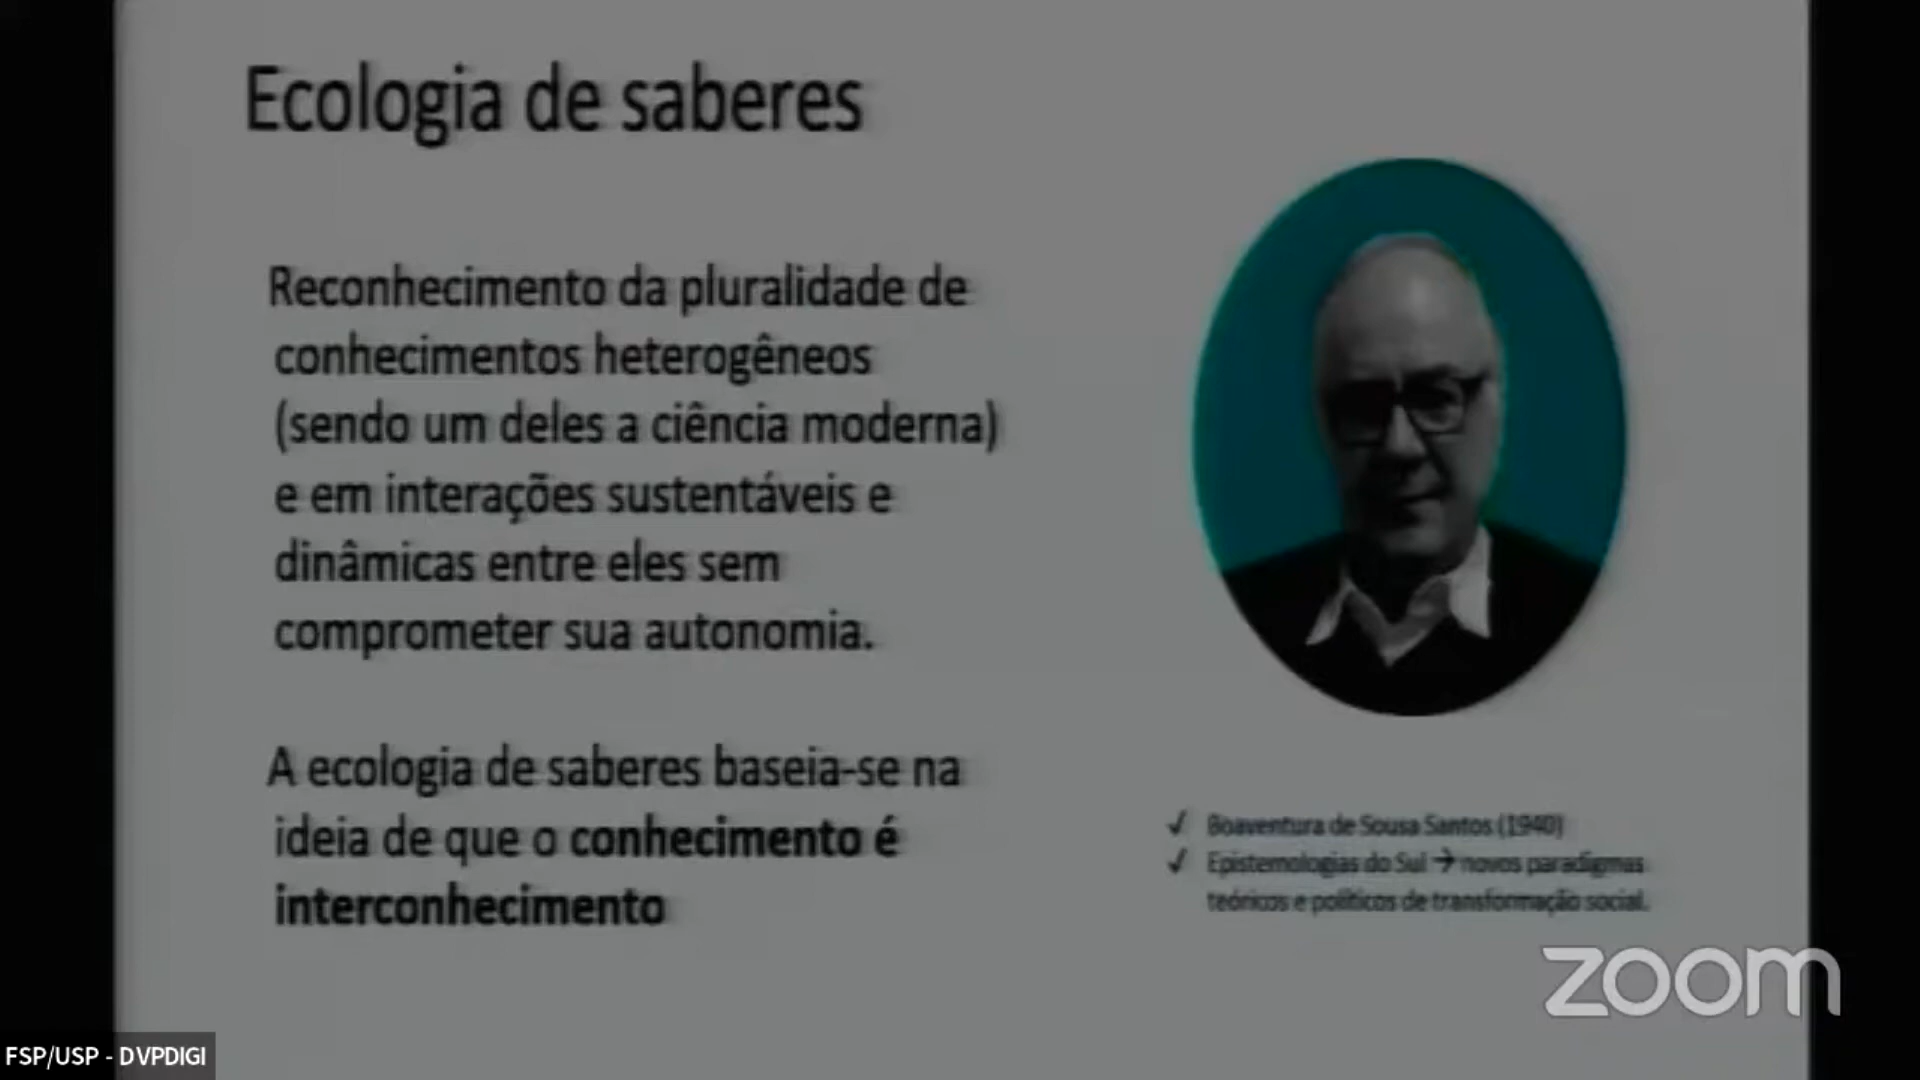 Ecologia de saberes
Reconhecimento da pluralidade de
conhecimentos heterogêneos
(sendo um deles a ciência moderna)
e em interações sustentáveis e
dinâmicas entre eles sem
comprometer sua autonomia.
A ecologia de saberes baseia-se na
ideia de que o conhecimento é
interconhecimento
✓ Boaventura de Sousa Santos (1940)
✓ Epistemologias do Sul → novos paradigmas
teóricos e políticos de transformação social.
zoom
FSP/USP - DVPDIGI